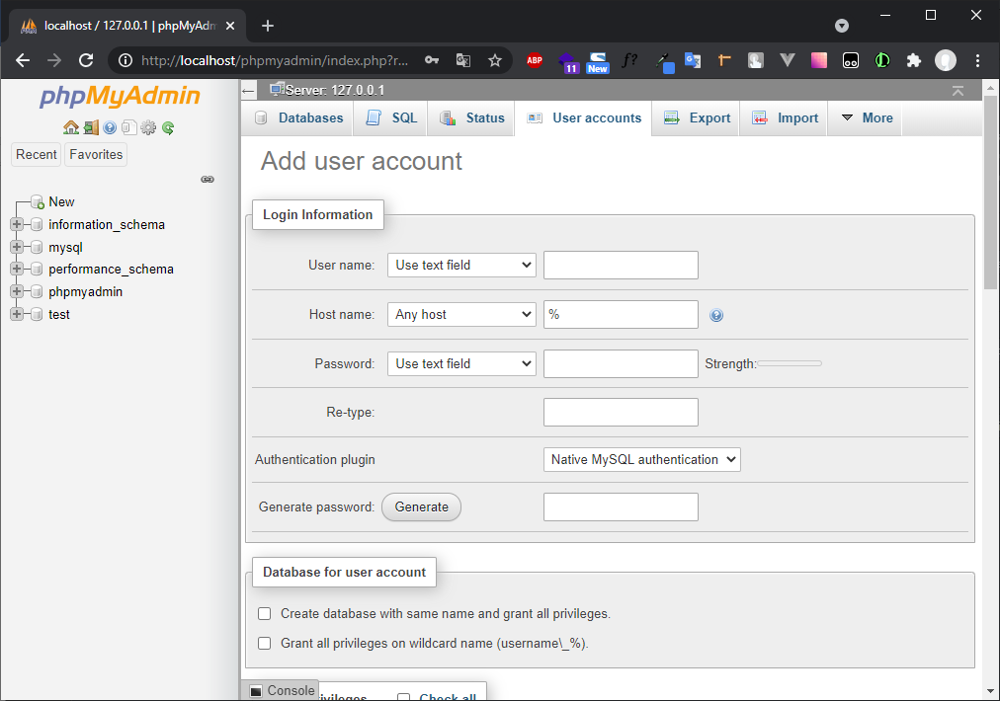 localhost / 127.0.0.1 | phpMyAdm
http://localhost/phpmyadmin/index.php?r...
ABP
11
New
f?
phpMyAdmin
Recent
Favorites
New
information_schema
mysql
performance_schema
phpmyadmin
test
Server: 127.0.0.1
Databases
SQL
Status
User accounts
Export
Import
More
Add user account
Login Information
User name: Use text field
Host name: Any host %
Password: Use text field Strength:
Re-type:
Authentication plugin Native MySQL authentication
Generate password: Generate
Database for user account
Create database with same name and grant all privileges.
Grant all privileges on wildcard name (username\_%).
Console
ivileges
Check all